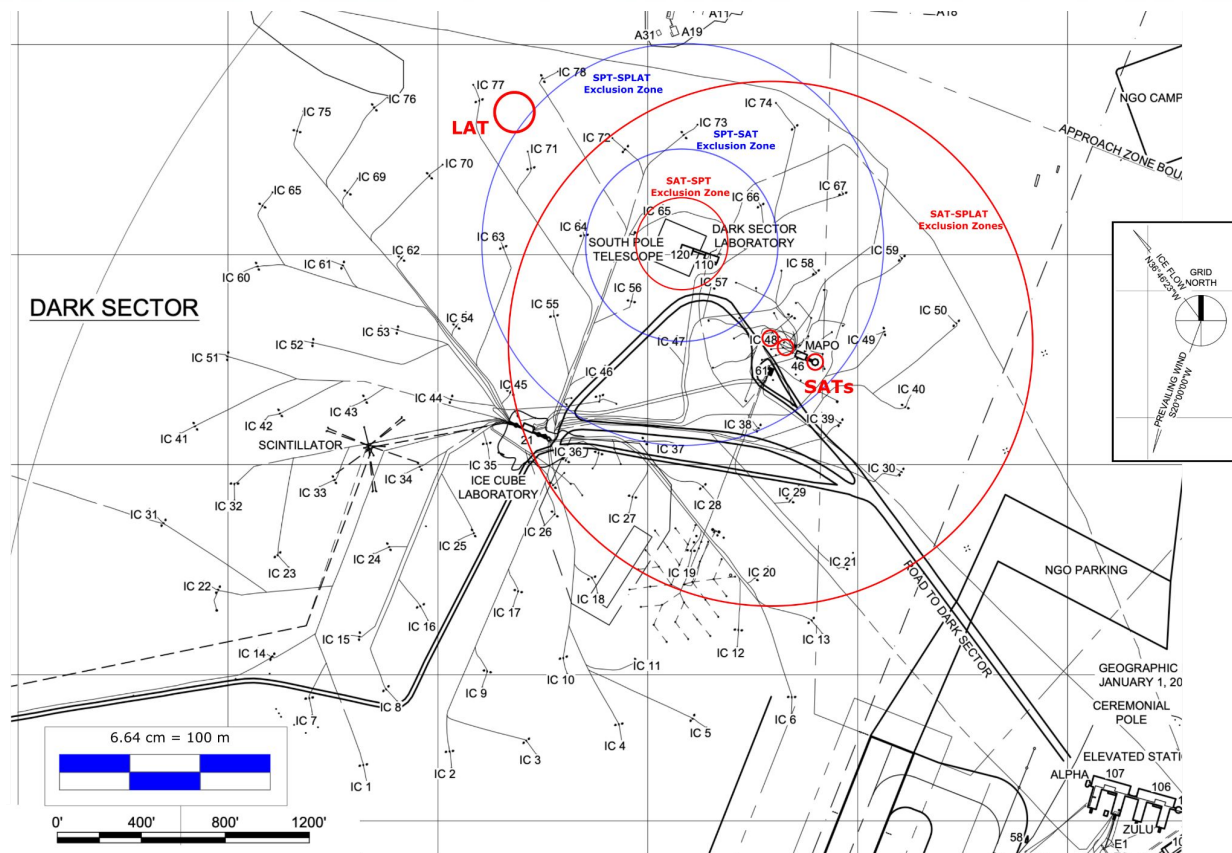 A11
A18
A31
A19
IC 78
SPT-SPLAT
Exclusion Zone
IC 77
IC 76
NGO CAMP
IC 75
LAT
IC 74
IC 73
APPROACH ZONE BOU
IC 72
SPT-SAT
Exclusion Zone
IC 71
IC 70
IC 69
SAT-SPT
Exclusion Zone
IC 67
IC 66
IC 65
IC 65
SAT-SPLAT
Exclusion Zones
IC 64
SOUTH POLE
TELESCOPE
DARK SECTOR
LABORATORY
120
110
IC 63
IC 62
IC 61
IC 60
IC 59
IC 58
IC 57
IC 56
IC 55
IC 54
IC 53
IC 52
IC 51
IC 50
IC 49
IC 48
MAPO
46
61
SATs
IC 47
IC 46
IC 45
IC 44
IC 43
IC 42
IC 41
IC 40
IC 39
IC 38
IC 37
IC 36
21
DARK SECTOR
GRID
NORTH
ICE FLOW
N36°46'23"W
PREVAILING WIND
S20°00'00"W
SCINTILLATOR
ICE CUBE
LABORATORY
IC 35
IC 34
IC 33
IC 32
IC 31
IC 30
IC 29
IC 28
IC 27
IC 26
IC 25
IC 24
IC 23
IC 22
IC 21
IC 20
IC 19
IC 18
IC 17
IC 16
IC 15
IC 14
IC 13
IC 12
IC 11
IC 10
IC 9
IC 8
IC 7
IC 6
IC 5
IC 4
IC 3
IC 2
IC 1
ROAD TO DARK SECTOR
NGO PARKING
GEOGRAPHIC
JANUARY 1, 20
CEREMONIAL
POLE
ELEVATED STATI
ALPHA
107
106
ZULU
58
E1
10
6.64 cm = 100 m
0'
400'
800'
1200'